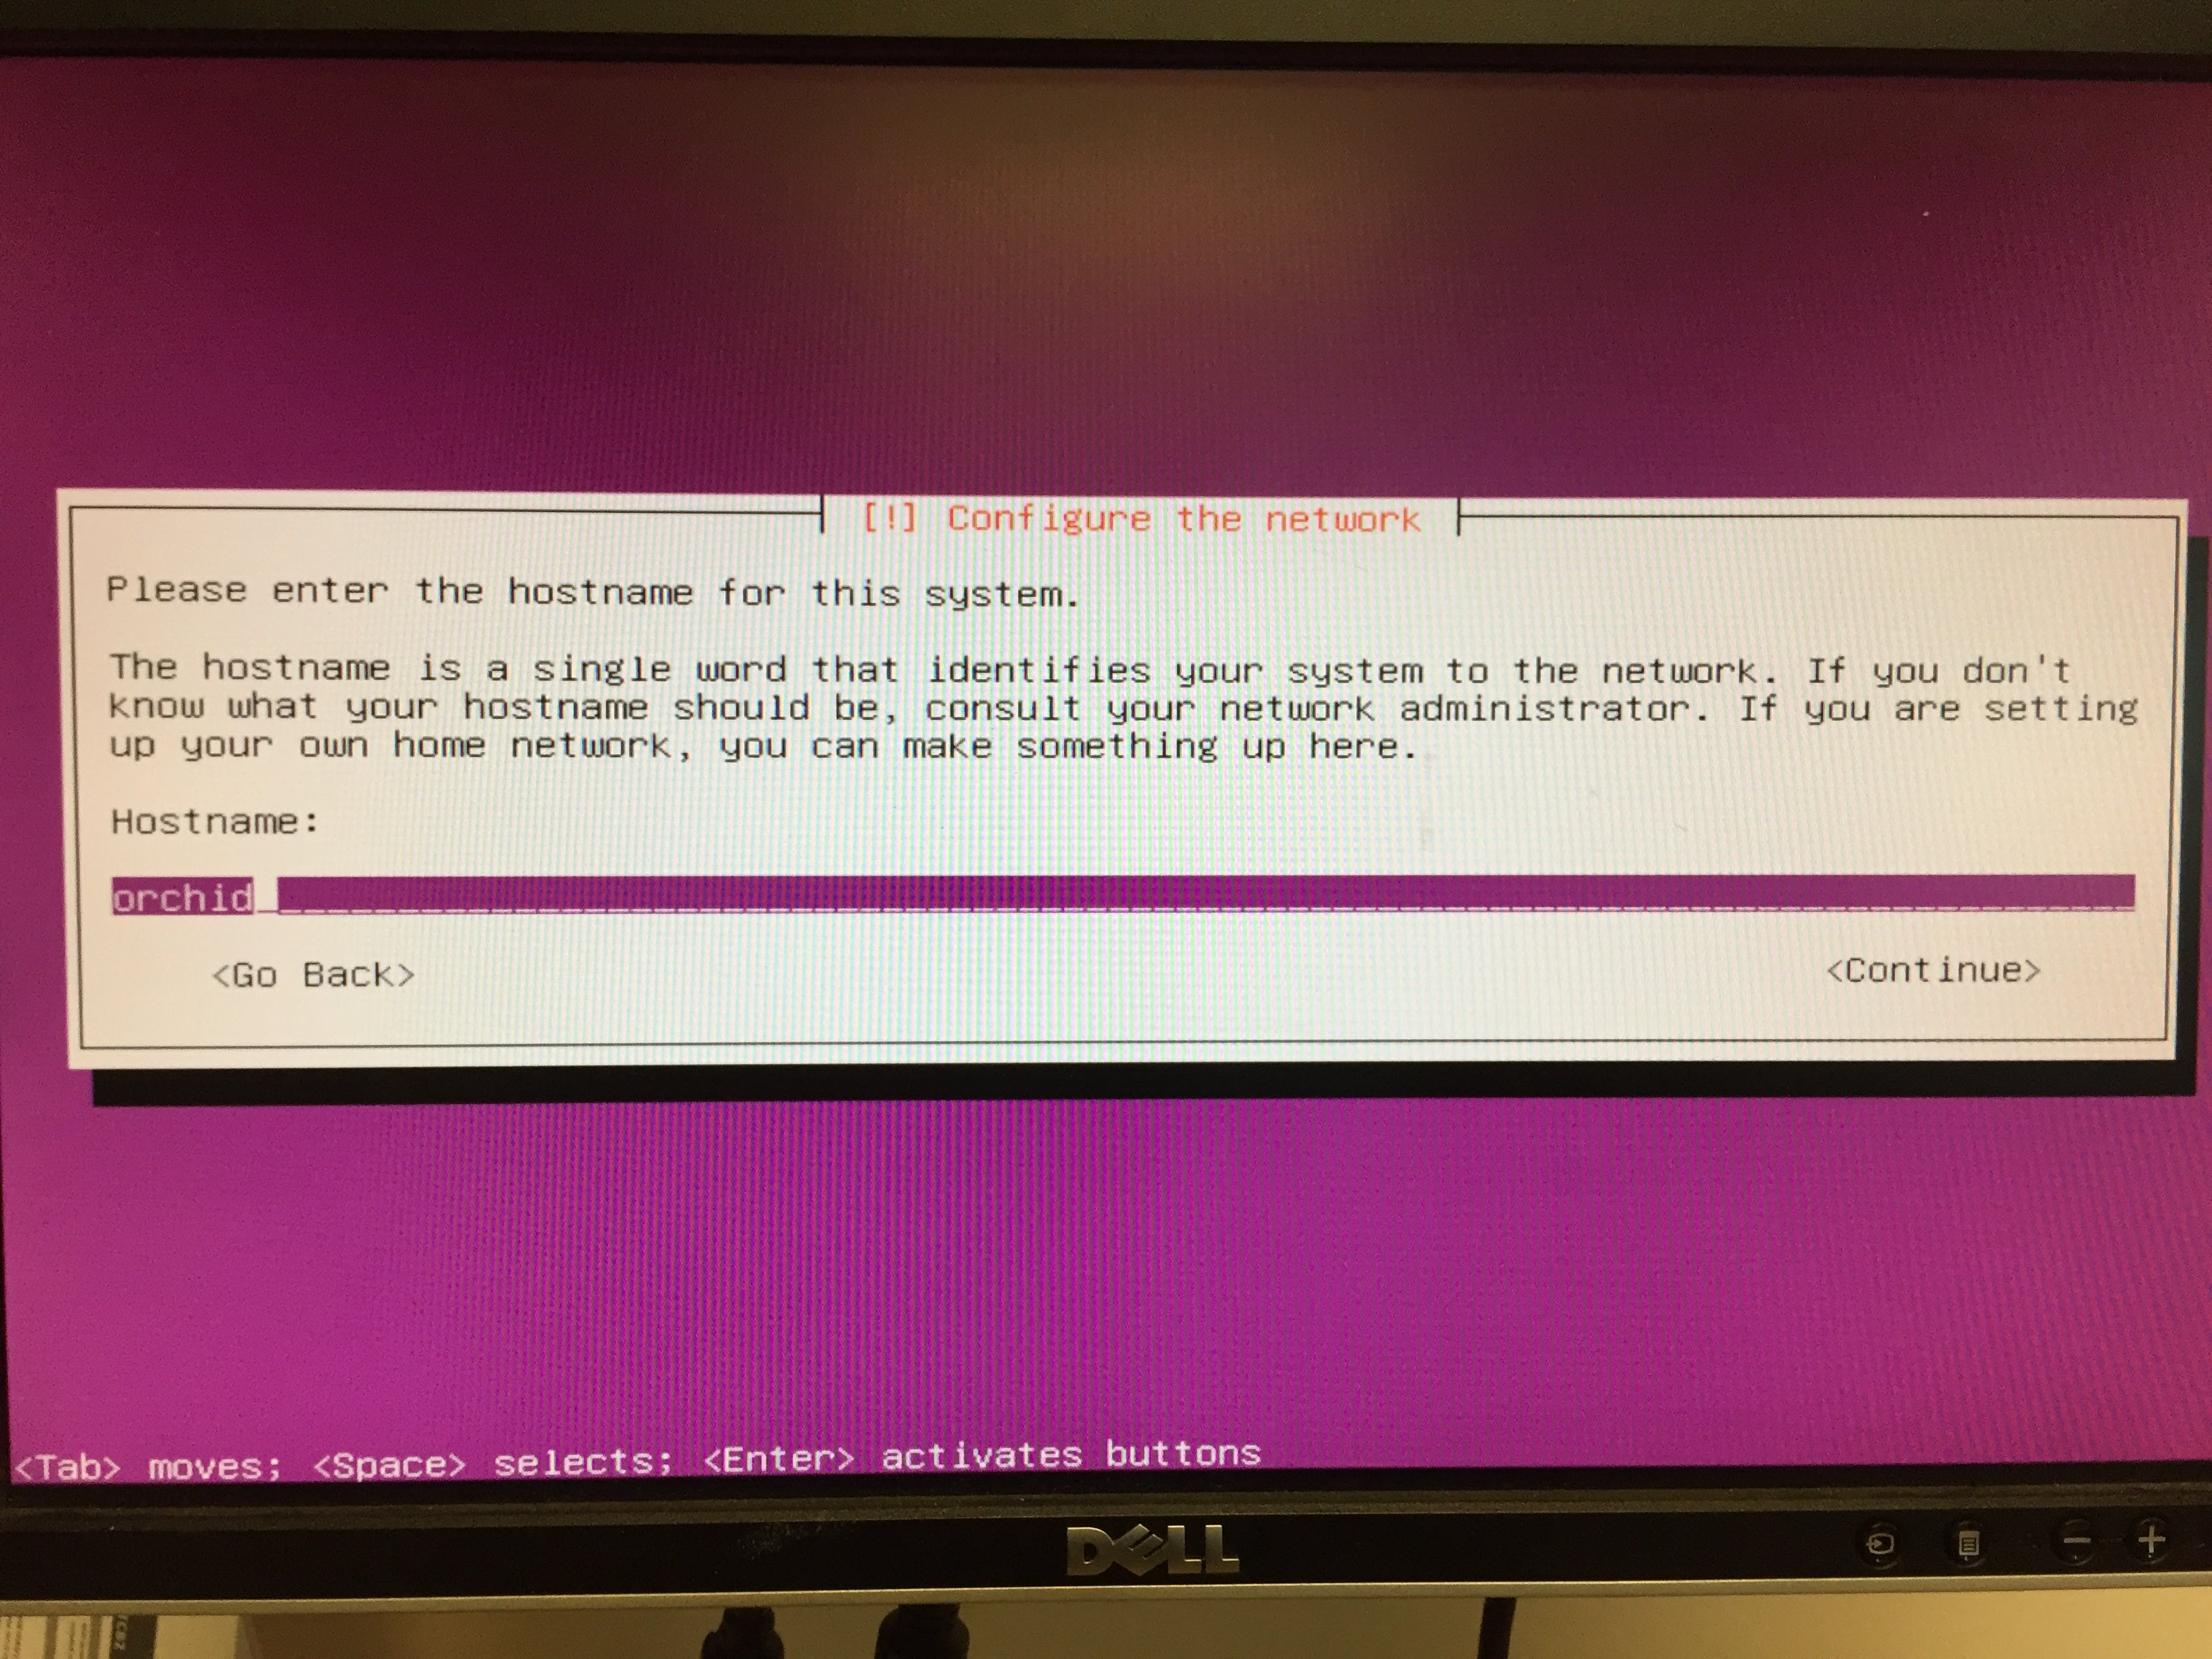 [!] Configure the network
Please enter the hostname for this system.
The hostname is a single word that identifies your system to the network. If you don't
know what your hostname should be, consult your network administrator. If you are setting
up your own home network, you can make something up here.
Hostname:
orchid
<Go Back> <Continue>
<Tab> moves; <Space> selects; <Enter> activates buttons
DELL